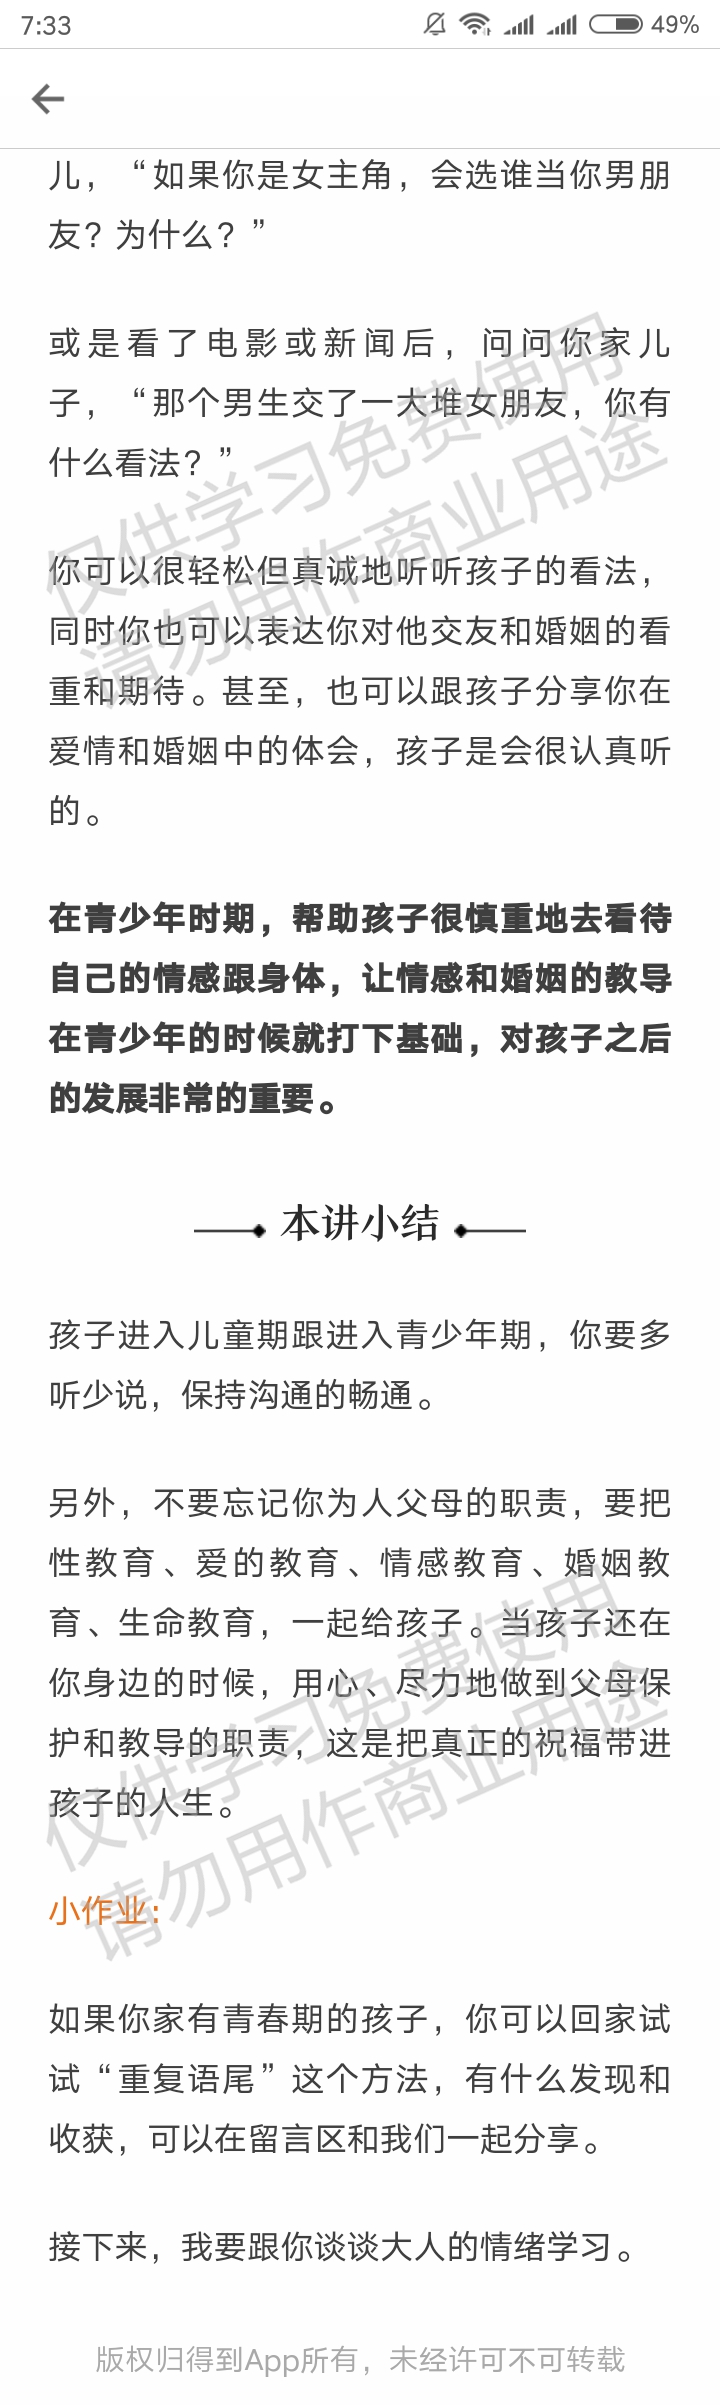 7:33
49%
儿，“如果你是女主角，会选谁当你男朋
友？为什么？”
或是看了电影或新闻后，问问你家儿
子，“那个男生交了一大堆女朋友，你有
什么看法？”
仅供学习免费使用
请勿用作商业用途
你可以很轻松但真诚地听听孩子的看法，
同时你也可以表达你对他交友和婚姻的看
重和期待。甚至，也可以跟孩子分享你在
爱情和婚姻中的体会，孩子是会很认真听
的。
在青少年时期，帮助孩子很慎重地去看待
自己的情感跟身体，让情感和婚姻的教导
在青少年的时候就打下基础，对孩子之后
的发展非常的重要。
本讲小结
孩子进入儿童期跟进入青少年期，你要多
听少说，保持沟通的畅通。
另外，不要忘记你为人父母的职责，要把
性教育、爱的教育、情感教育、婚姻教
育、生命教育，一起给孩子。当孩子还在
你身边的时候，用心、尽力地做到父母保
护和教导的职责，这是把真正的祝福带进
孩子的人生。
仅供学习免费使用
请勿用作商业用途
小作业：
如果你家有青春期的孩子，你可以回家试
试“重复语尾”这个方法，有什么发现和
收获，可以在留言区和我们一起分享。
接下来，我要跟你谈谈大人的情绪学习。
版权归得到App所有，未经许可不可转载